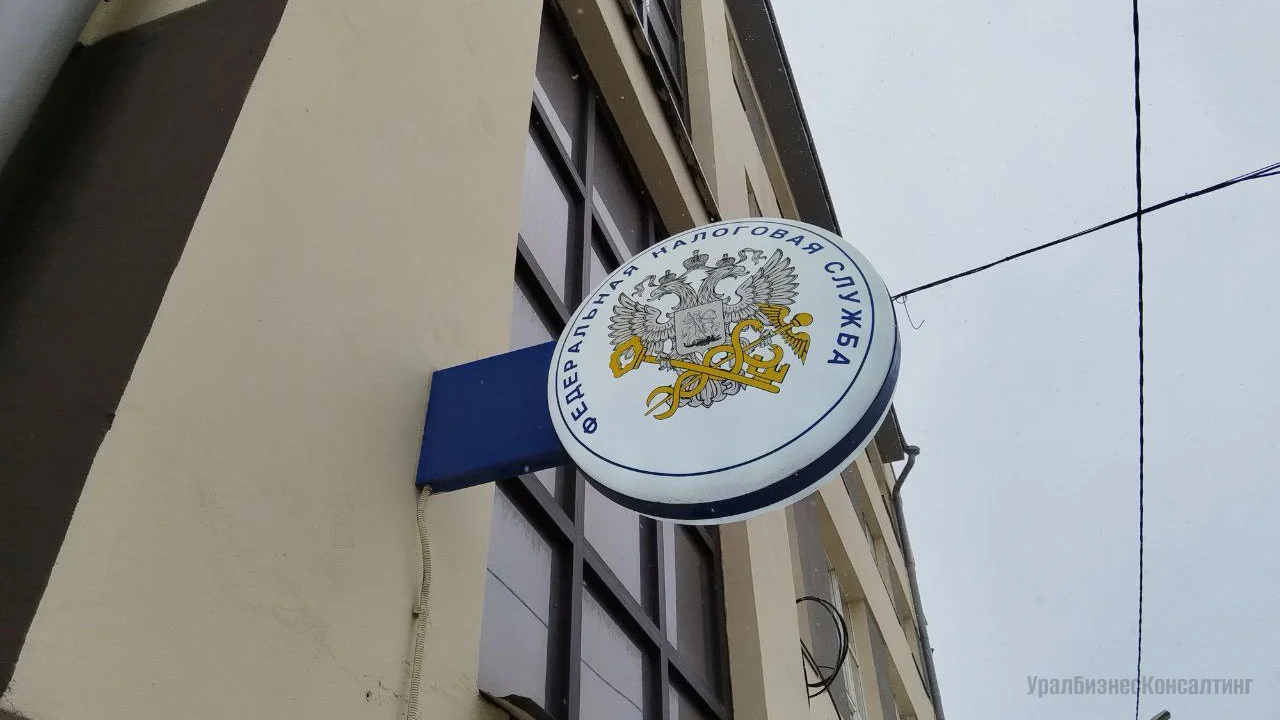 ФЕДЕРАЛЬНАЯ НАЛОГОВАЯ СЛУЖБА
УралБизнесКонсалтинг